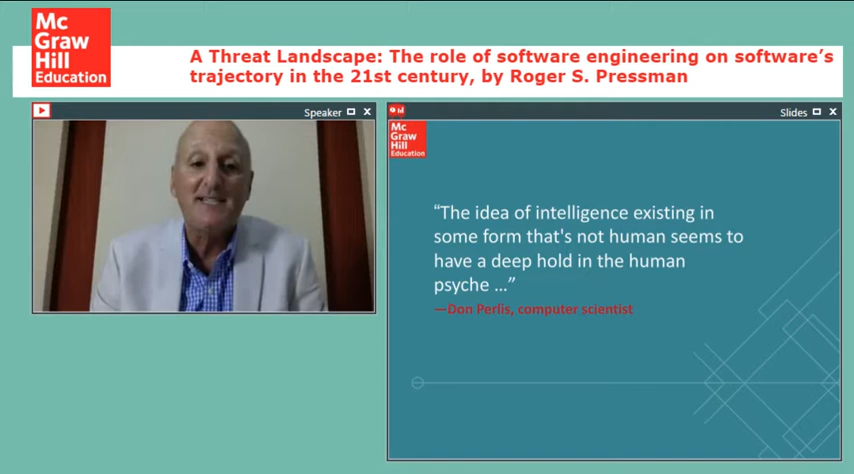 Mc
Graw
Hill
Education
A Threat Landscape: The role of software engineering on software's
trajectory in the 21st century, by Roger S. Pressman
Speaker
Slides
Mc
Graw
Hill
Education
“The idea of intelligence existing in
some form that's not human seems to
have a deep hold in the human
psyche ...”
—Don Perlis, computer scientist